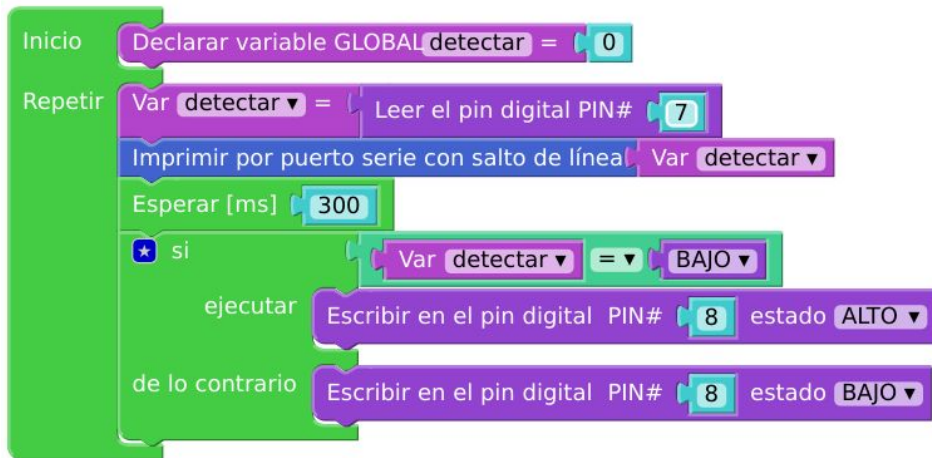 Inicio Declarar variable GLOBAL detectar = 0
Repetir Var detectar ▾ = Leer el pin digital PIN# 7
Imprimir por puerto serie con salto de línea Var detectar ▾
Esperar [ms] 300
si Var detectar ▾ = ▾ BAJO ▾
ejecutar Escribir en el pin digital PIN# 8 estado ALTO ▾
de lo contrario Escribir en el pin digital PIN# 8 estado BAJO ▾